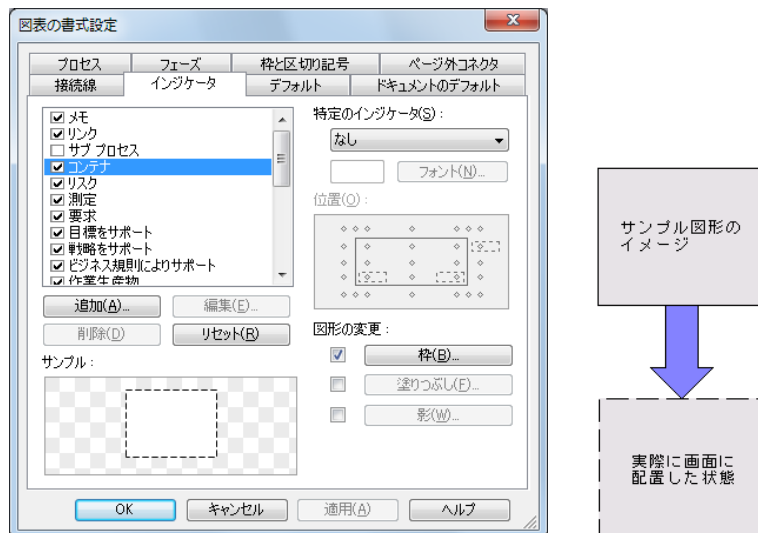 図表の書式設定
プロセス
フェーズ
枠と区切り記号
ページ外コネクタ
接続線
インジケータ
デフォルト
ドキュメントのデフォルト
メモ
リンク
サブ プロセス
コンテナ
リスク
測定
要求
目標をサポート
戦略をサポート
ビジネス規則によりサポート
作業生産物
追加(A)...
編集(E)...
削除(D)
リセット(R)
サンプル:
特定のインジケータ(S):
なし
フォント(N)...
位置(O):
図形の変更:
枠(B)...
塗りつぶし(F)...
影(W)...
OK
キャンセル
適用(A)
ヘルプ
サンプル図形の
イメージ
実際に画面に
配置した状態